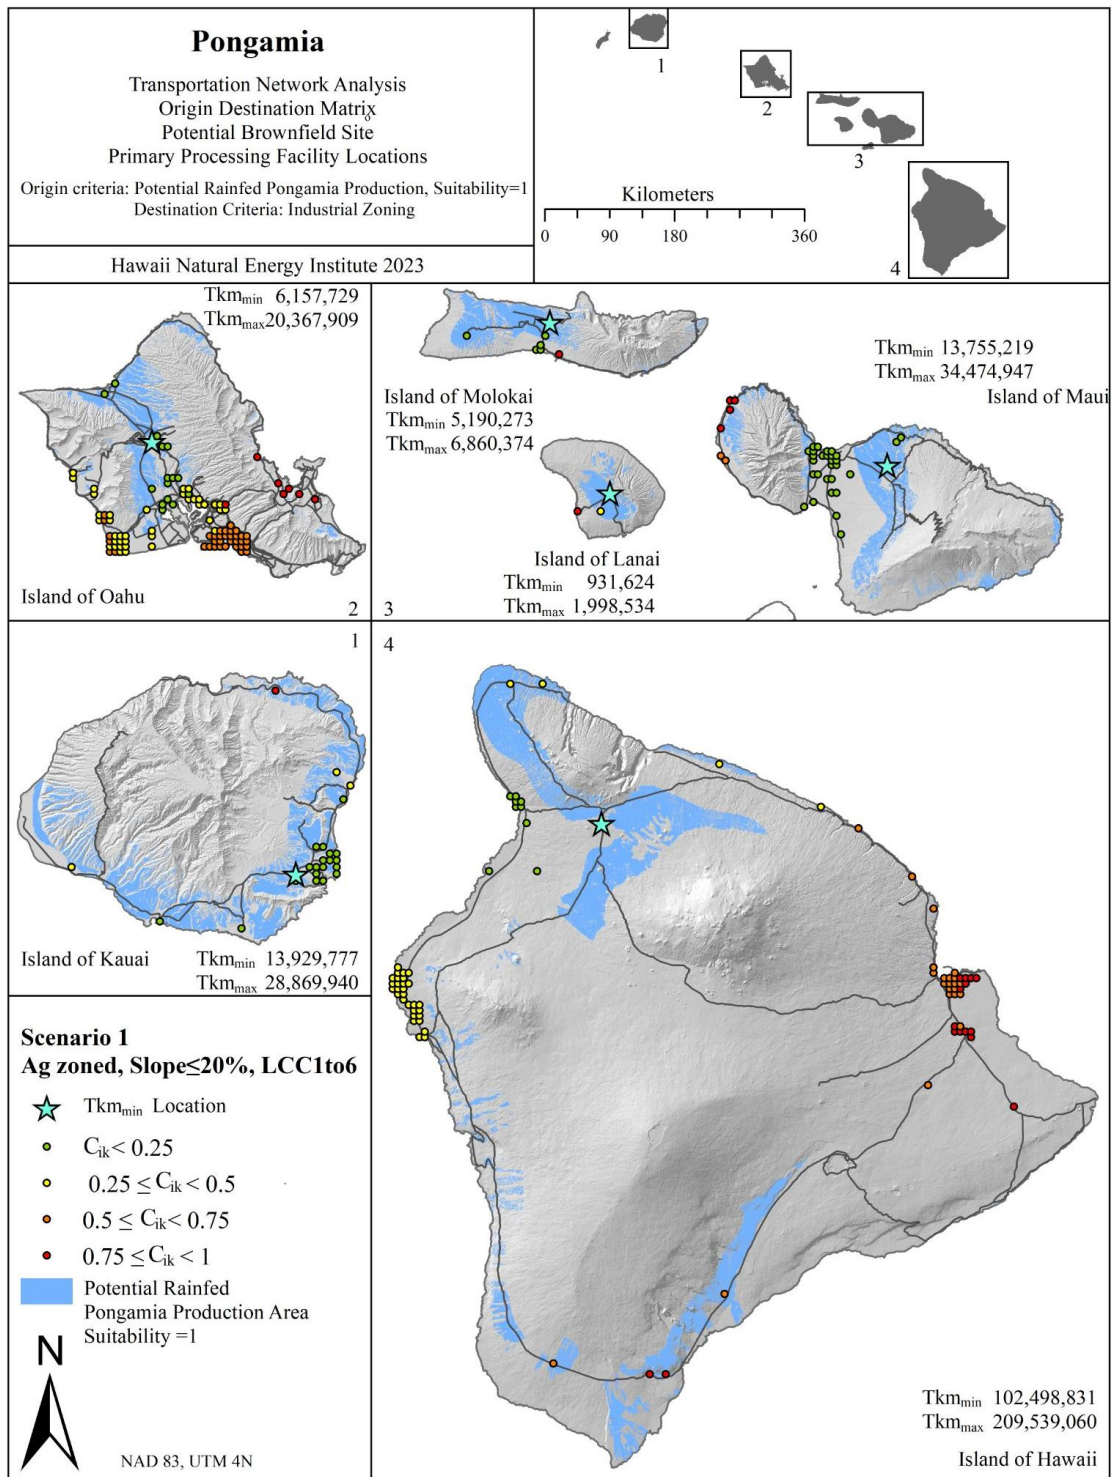 Pongamia
Transportation Network Analysis
Origin Destination Matrix
Potential Brownfield Site
Primary Processing Facility Locations
Origin criteria: Potential Rainfed Pongamia Production, Suitability=1
Destination Criteria: Industrial Zoning
Hawaii Natural Energy Institute 2023
1
2
3
4
Kilometers
0 90 180 360
Tkmmin 6,157,729
Tkmmax20,367,909
Island of Oahu
2
Island of Molokai
Tkmmin 5,190,273
Tkmmax 6,860,374
Tkmmin 13,755,219
Tkmmax 34,474,947
Island of Maui
Island of Lanai
Tkmmin 931,624
Tkmmax 1,998,534
3
1
Island of Kauai
Tkmmin 13,929,777
Tkmmax 28,869,940
4
Tkmmin 102,498,831
Tkmmax 209,539,060
Island of Hawaii
Scenario 1
Ag zoned, Slope≤20%, LCC1to6
Tkmmin Location
Cik< 0.25
0.25 ≤ Cik< 0.5
0.5 ≤ Cik< 0.75
0.75 ≤ Cik < 1
Potential Rainfed
Pongamia Production Area
Suitability =1
N
NAD 83, UTM 4N